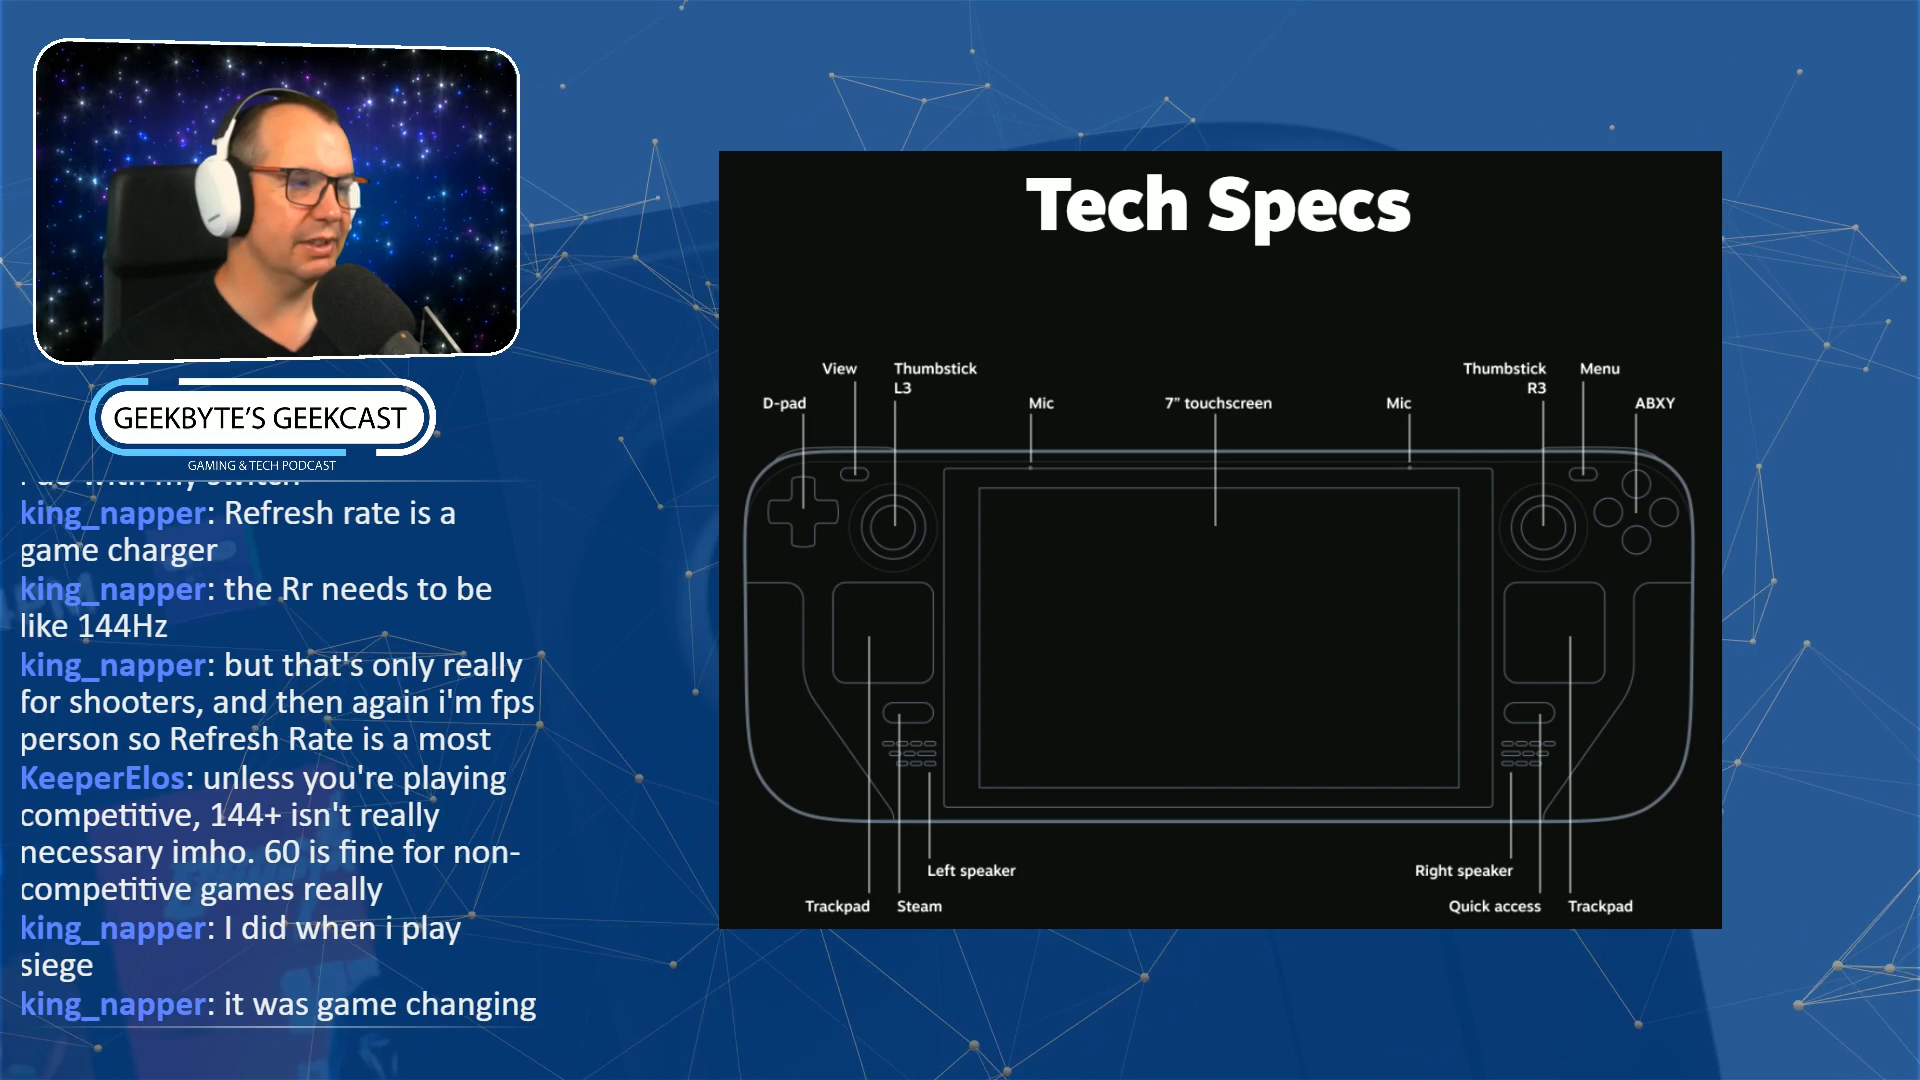 GEEKBYTE'S GEEKCAST
GAMING & TECH PODCAST
king_napper: Refresh rate is a
game charger
king_napper: the Rr needs to be
like 144Hz
king_napper: but that's only really
for shooters, and then again i'm fps
person so Refresh Rate is a most
KeeperElos: unless you're playing
competitive, 144+ isn't really
necessary imho. 60 is fine for non-
competitive games really
king_napper: I did when i play
siege
king_napper: it was game changing
Tech Specs
View
Thumbstick
L3
Thumbstick
R3
Menu
D-pad
Mic
7" touchscreen
Mic
ABXY
Left speaker
Right speaker
Trackpad
Steam
Quick access
Trackpad